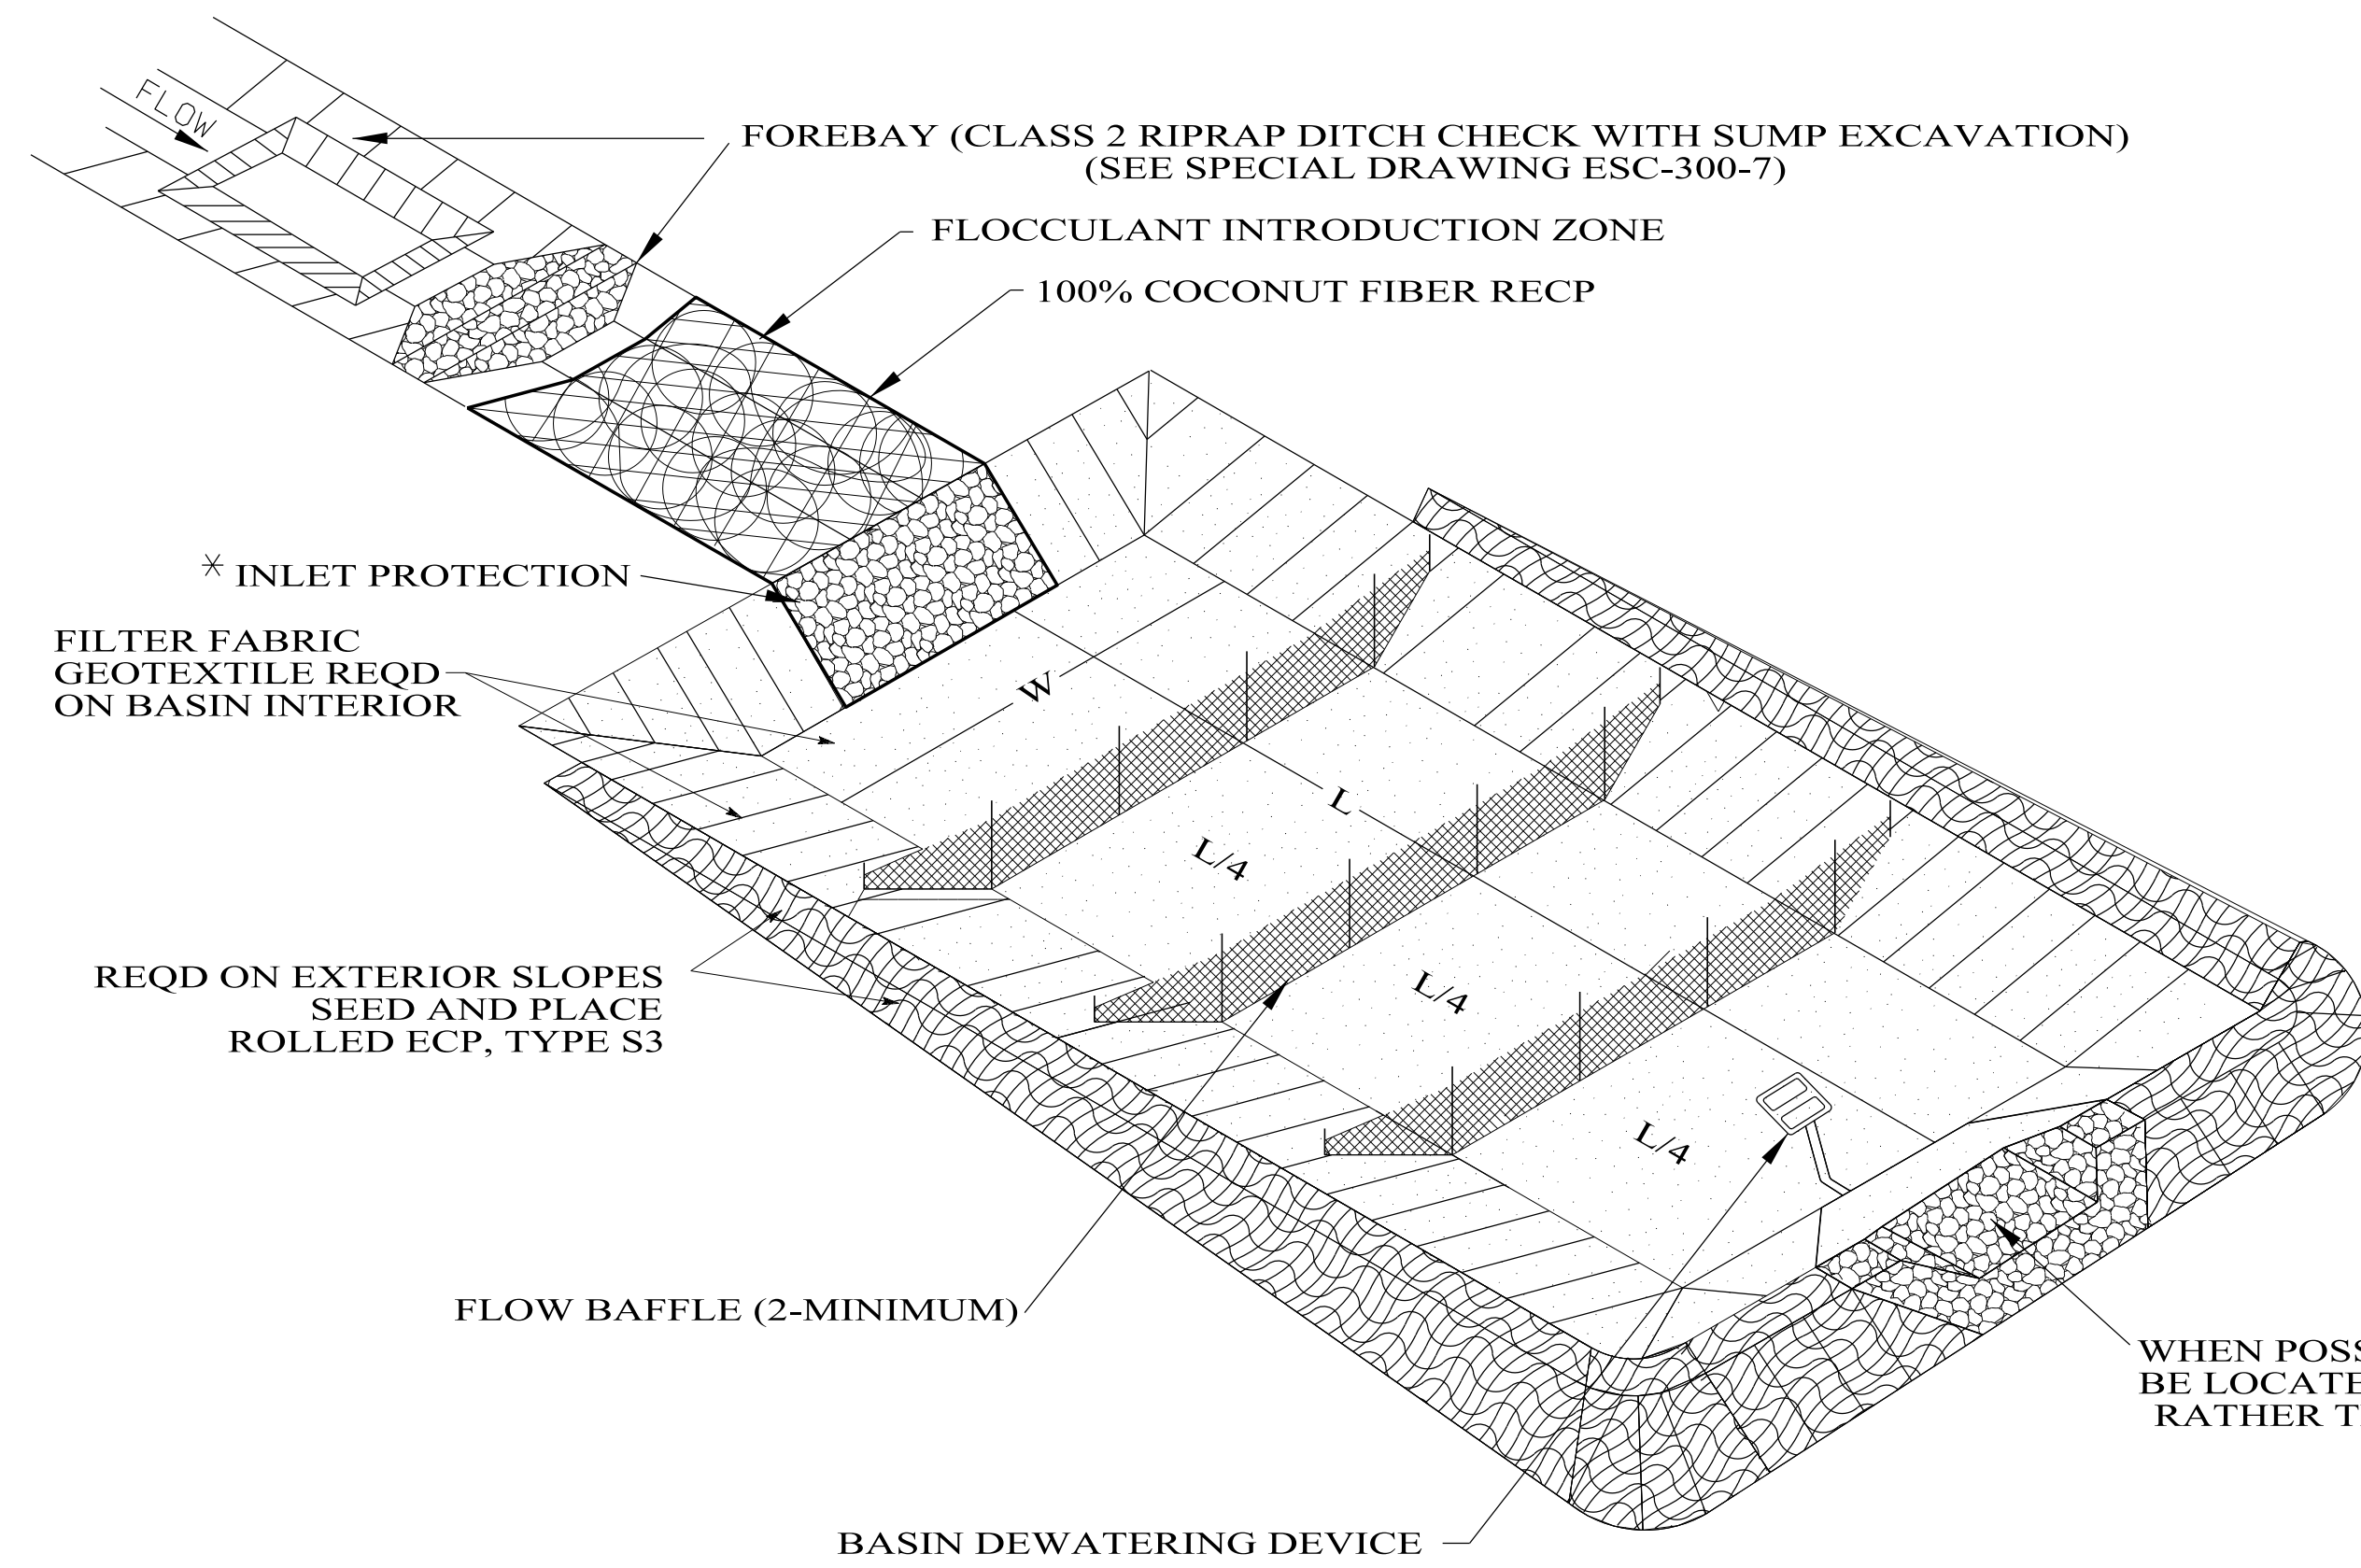 FLOW
FOREBAY (CLASS 2 RIPRAP DITCH CHECK WITH SUMP EXCAVATION)
(SEE SPECIAL DRAWING ESC-300-7)
FLOCCULANT INTRODUCTION ZONE
100% COCONUT FIBER RECP
* INLET PROTECTION
FILTER FABRIC
GEOTEXTILE REQD
ON BASIN INTERIOR
W
L
L/4
L/4
L/4
REQD ON EXTERIOR SLOPES
SEED AND PLACE
ROLLED ECP, TYPE S3
FLOW BAFFLE (2-MINIMUM)
WHEN
BE
RATHER
BASIN DEWATERING DEVICE